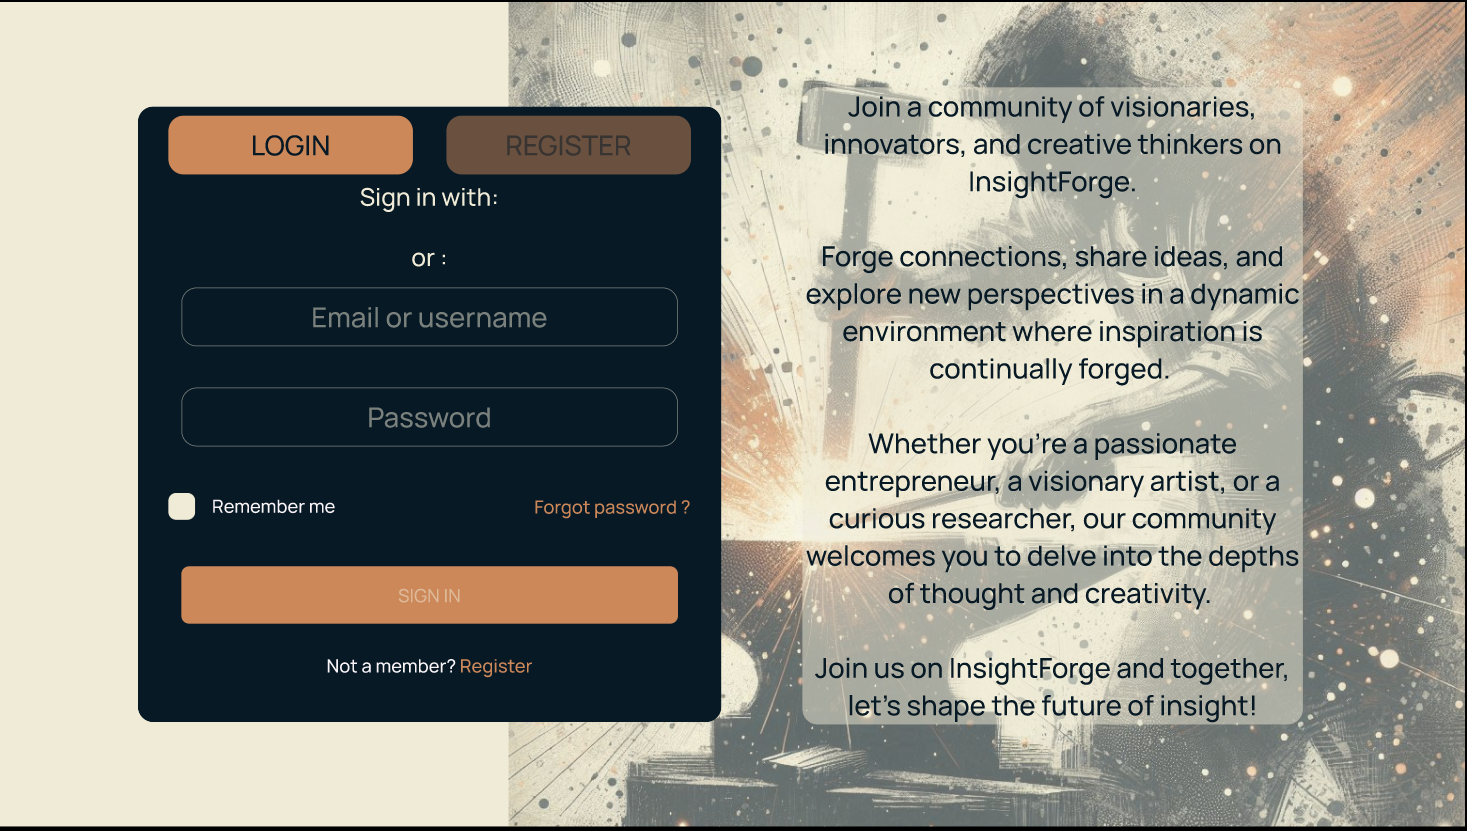 LOGIN
REGISTER
Sign in with:
or :
Email or username
Password
Remember me
Forgot password ?
SIGN IN
Not a member? Register
Join a community of visionaries,
innovators, and creative thinkers on
InsightForge.
Forge connections, share ideas, and
explore new perspectives in a dynamic
environment where inspiration is
continually forged.
Whether you're a passionate
entrepreneur, a visionary artist, or a
curious researcher, our community
welcomes you to delve into the depths
of thought and creativity.
Join us on InsightForge and together,
let's shape the future of insight!